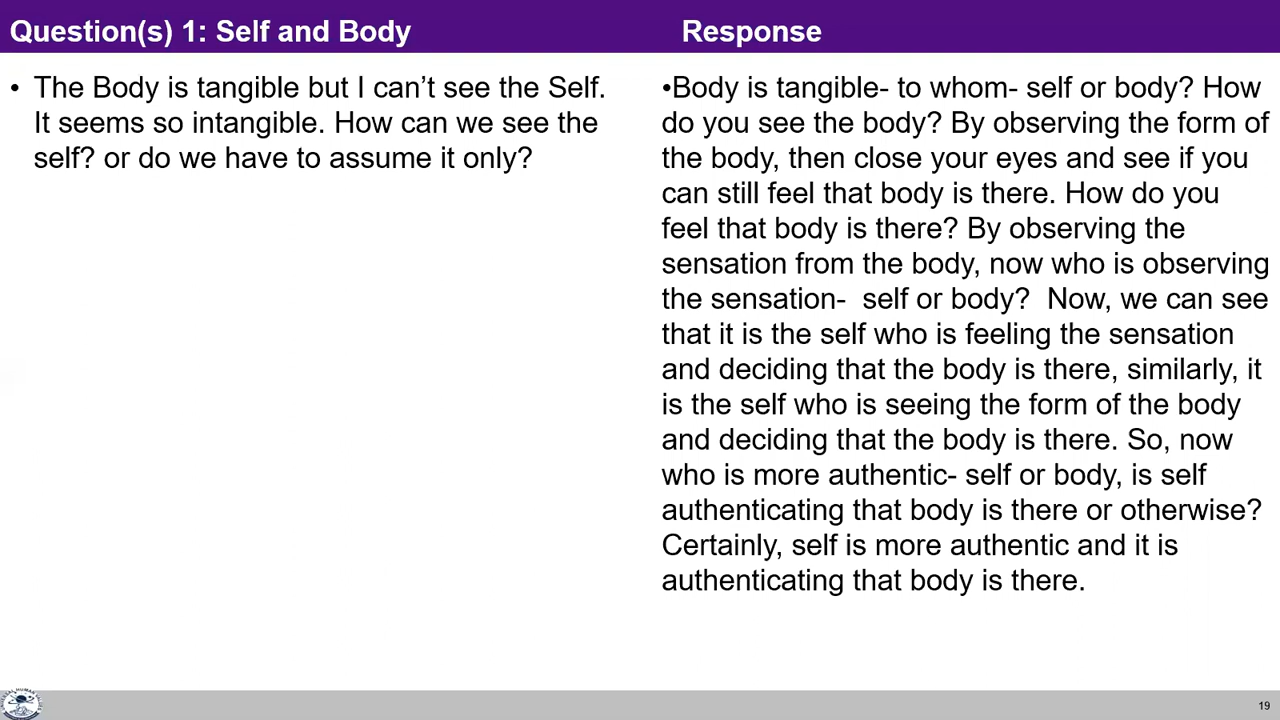 Question(s) 1: Self and Body
Response
• The Body is tangible but I can’t see the Self.
It seems so intangible. How can we see the
self? or do we have to assume it only?
•Body is tangible- to whom- self or body? How
do you see the body? By observing the form of
the body, then close your eyes and see if you
can still feel that body is there. How do you
feel that body is there? By observing the
sensation from the body, now who is observing
the sensation-  self or body?  Now, we can see
that it is the self who is feeling the sensation
and deciding that the body is there, similarly, it
is the self who is seeing the form of the body
and deciding that the body is there. So, now
who is more authentic- self or body, is self
authenticating that body is there or otherwise?
Certainly, self is more authentic and it is
authenticating that body is there.
19